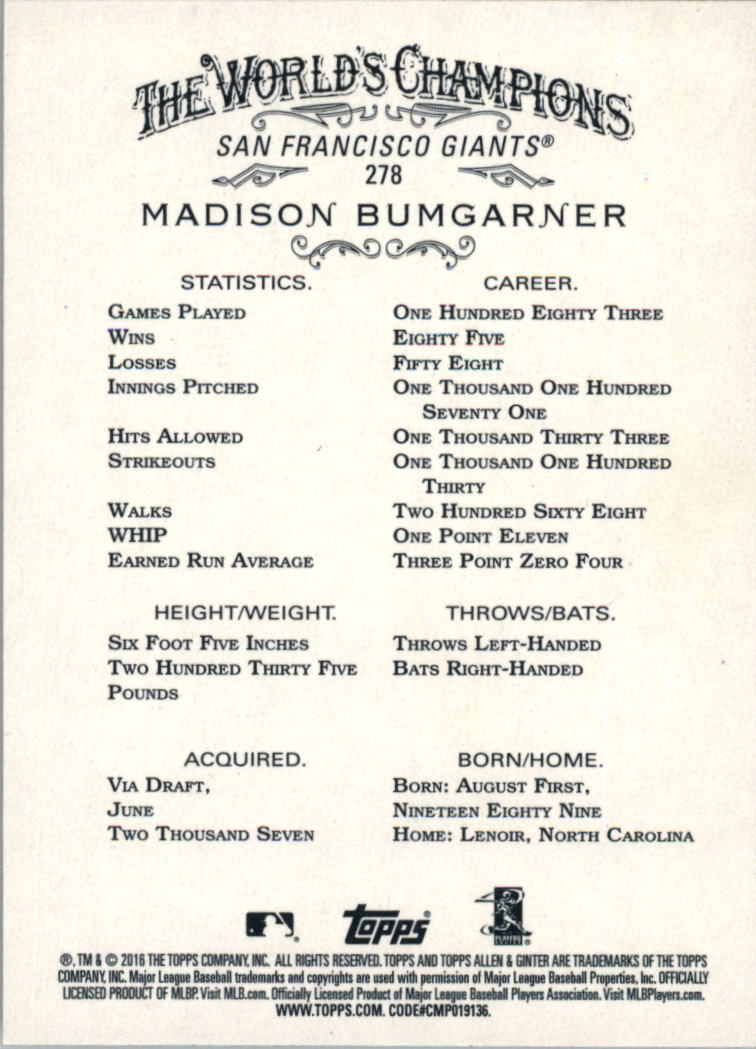 THE WORLD'S CHAMPIONS
SAN FRANCISCO GIANTS®
278
MADISON BUMGARNER
STATISTICS. CAREER.
GAMES PLAYED ONE HUNDRED EIGHTY THREE
WINS EIGHTY FIVE
LOSSES FIFTY EIGHT
INNINGS PITCHED ONE THOUSAND ONE HUNDRED
SEVENTY ONE
HITS ALLOWED ONE THOUSAND THIRTY THREE
STRIKEOUTS ONE THOUSAND ONE HUNDRED
THIRTY
WALKS TWO HUNDRED SIXTY EIGHT
WHIP ONE POINT ELEVEN
EARNED RUN AVERAGE THREE POINT ZERO FOUR
HEIGHT/WEIGHT. THROWS/BATS.
SIX FOOT FIVE INCHES THROWS LEFT-HANDED
TWO HUNDRED THIRTY FIVE BATS RIGHT-HANDED
POUNDS
ACQUIRED. BORN/HOME.
VIA DRAFT, BORN: AUGUST FIRST,
JUNE NINETEEN EIGHTY NINE
TWO THOUSAND SEVEN HOME: LENOIR, NORTH CAROLINA
topps®
®, TM & © 2016 THE TOPPS COMPANY, INC. ALL RIGHTS RESERVED. TOPPS AND TOPPS ALLEN & GINTER ARE TRADEMARKS OF THE TOPPS
COMPANY, INC. Major League Baseball trademarks and copyrights are used with permission of Major League Baseball Properties, Inc. OFFICIALLY
LICENSED PRODUCT OF MLBP. Visit MLB.com. Officially Licensed Product of Major League Baseball Players Association. Visit MLBPlayers.com.
WWW.TOPPS.COM. CODE#CMP019136.